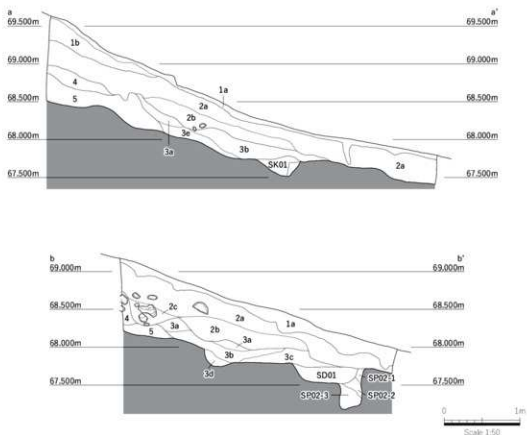 a a'
69.500m 69.500m
1b
69.000m 69.000m
4 1a
68.500m 5 2a 68.500m
2b
68.000m 3e 68.000m
3a 3b
SK01 2a
67.500m 67.500m
b b'
69.000m 69.000m
2c
68.500m 2a 68.500m
4 5 3a 2b 1a
68.000m 3a 68.000m
3b 3c
3d SD01 SP02-1
67.500m 67.500m
SP02-3 SP02-2
0 1m
Scale 1:50